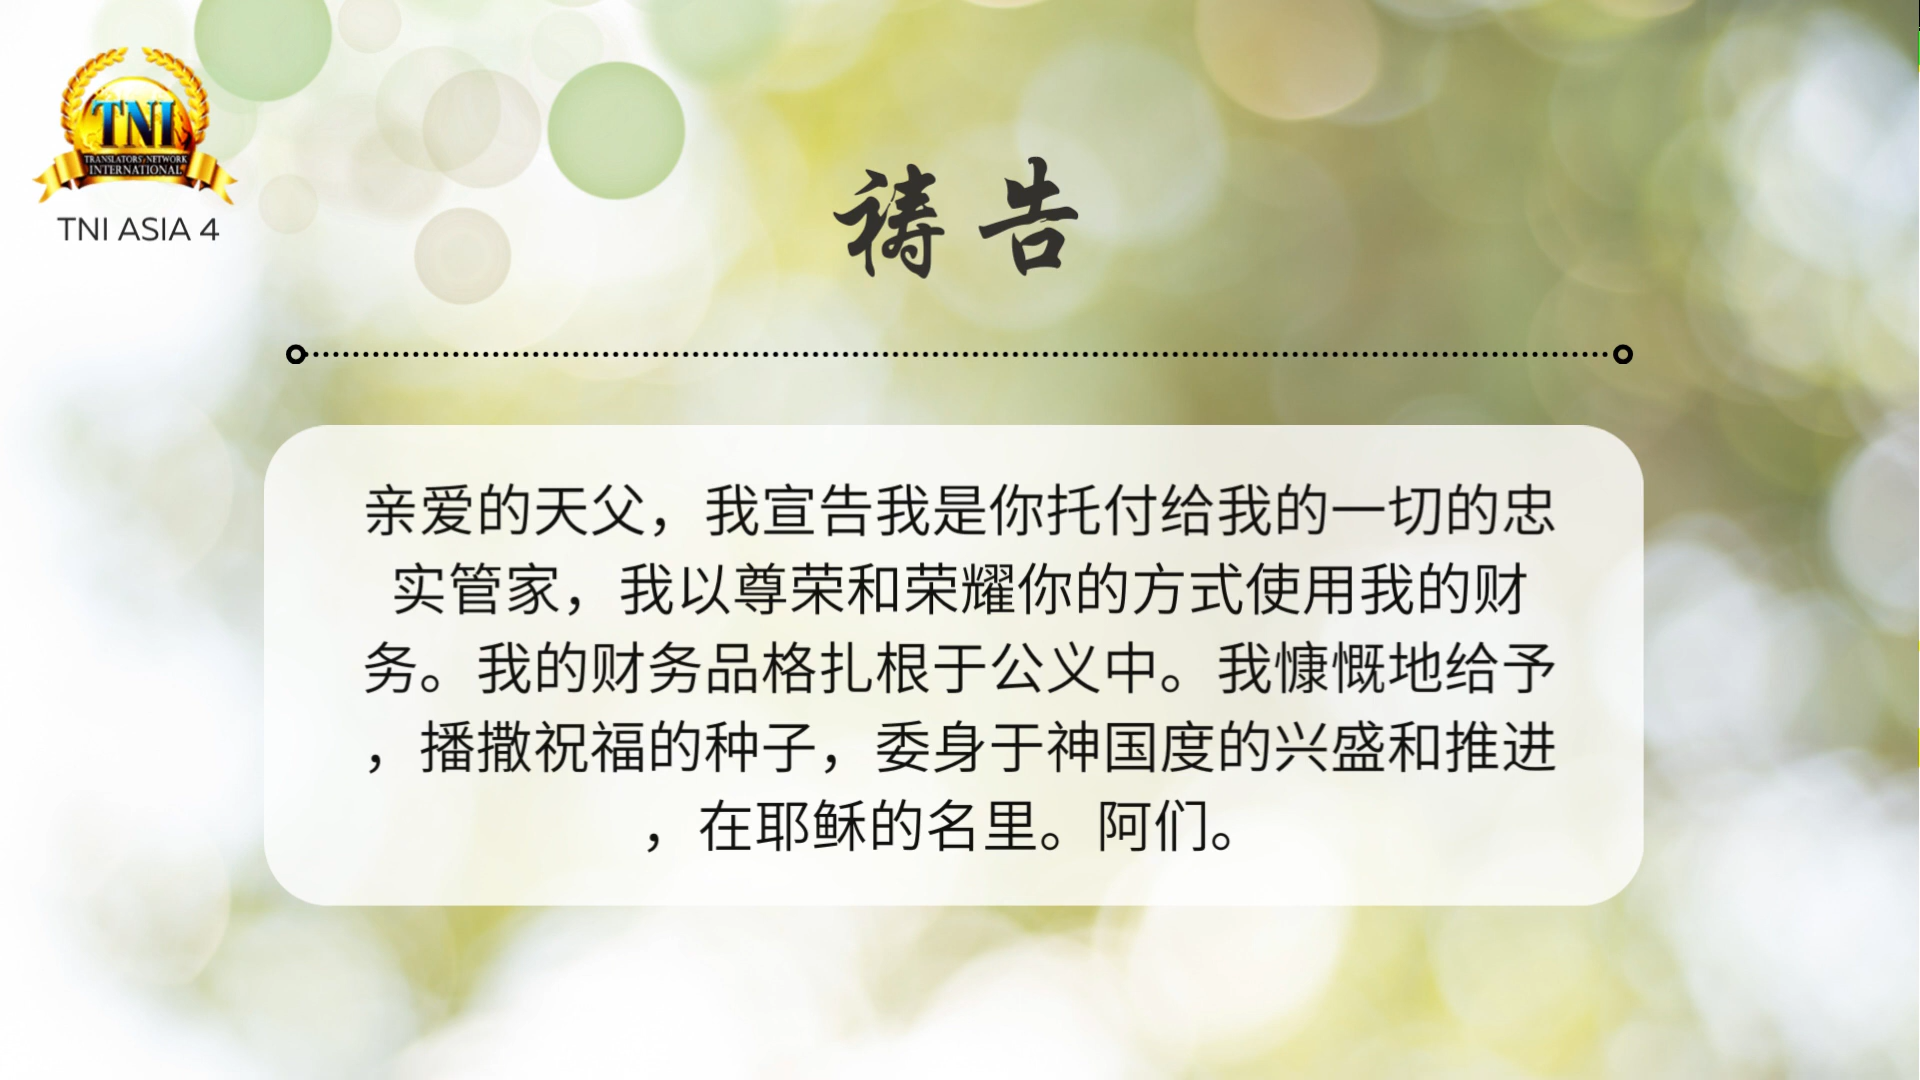 TNI
TRANSLATORS' NETWORK
INTERNATIONAL
TNI ASIA 4
祷告
亲爱的天父，我宣告我是你托付给我的一切的忠
实管家，我以尊荣和荣耀你的方式使用我的财
务。我的财务品格扎根于公义中。我慷慨地给予
，播撒祝福的种子，委身于神国度的兴盛和推进
，在耶稣的名里。阿们。